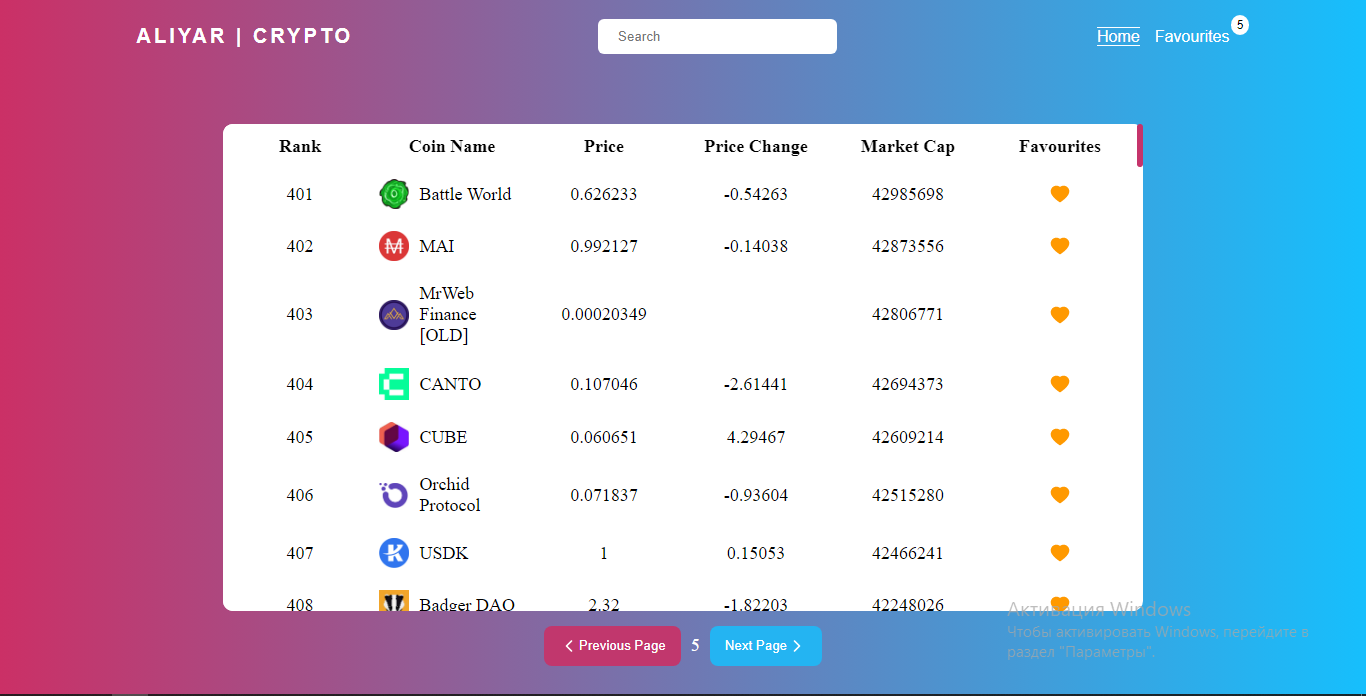 ALIYAR | CRYPTO
Search
Home
Favourites
5
Rank Coin Name Price Price Change Market Cap Favourites
401 Battle World 0.626233 -0.54263 42985698
402 MAI 0.992127 -0.14038 42873556
MrWeb
Finance
[OLD]
403 0.00020349 42806771
404 CANTO 0.107046 -2.61441 42694373
405 CUBE 0.060651 4.29467 42609214
Orchid
Protocol
406 0.071837 -0.93604 42515280
407 USDK 1 0.15053 42466241
408 Badger DAO 2.32 -1.82203 42248026
Активация Windows
Чтобы активировать Windows, перейдите в
раздел "Параметры".
Previous Page 5 Next Page